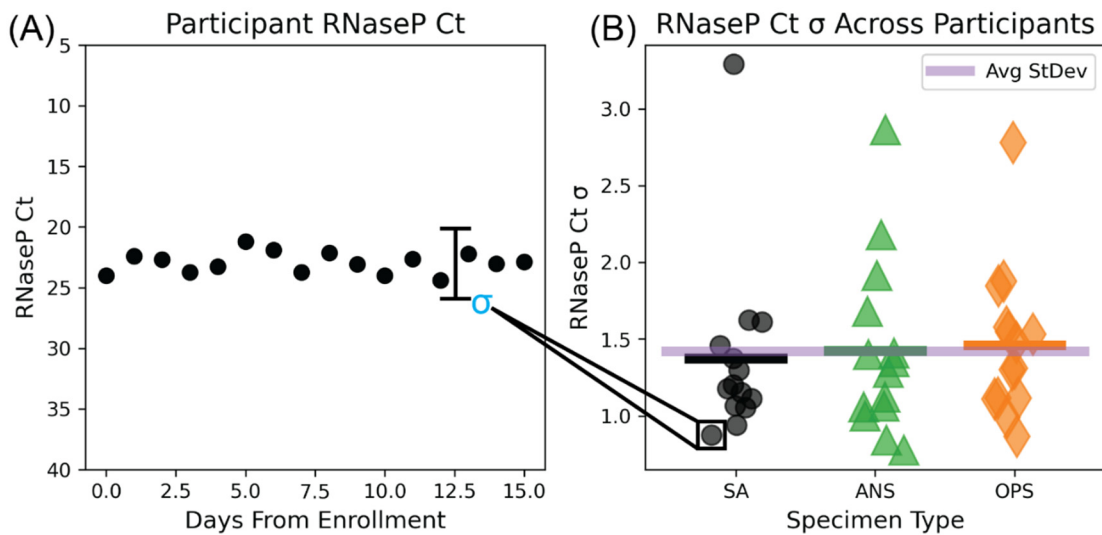 (A)
Participant RNaseP Ct
RNaseP Ct
5
10
15
20
25
30
35
40
σ
0.0
2.5
5.0
7.5
10.0
12.5
15.0
Days From Enrollment
(B)
RNaseP Ct σ Across Participants
Avg StDev
RNaseP Ct σ
3.0
2.5
2.0
1.5
1.0
SA
ANS
OPS
Specimen Type